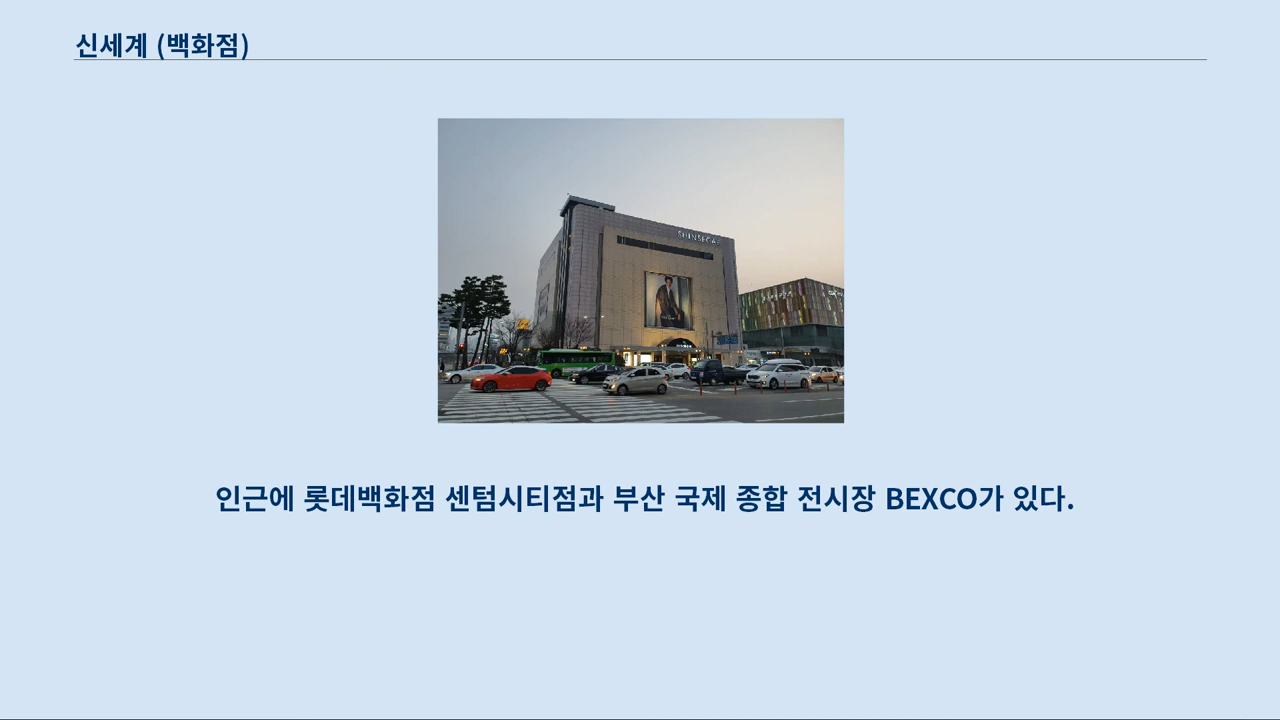 신세계 (백화점)
SHINSEGAE
인근에 롯데백화점 센텀시티점과 부산 국제 종합 전시장 BEXCO가 있다.